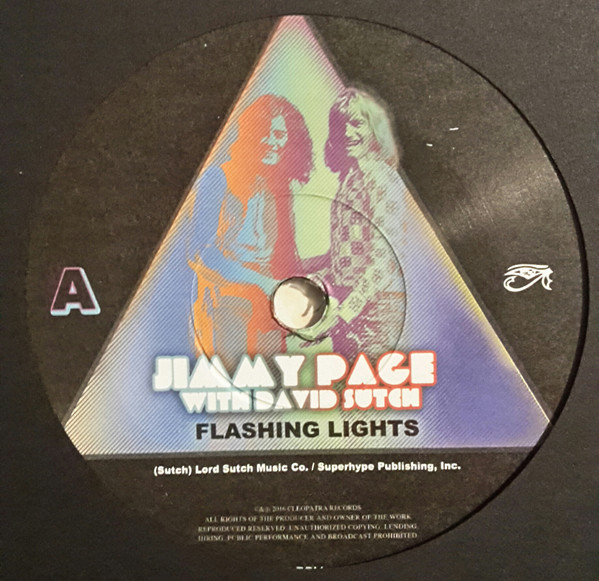 A
JIMMY PAGE
WITH DAVID SUTCH
FLASHING LIGHTS
(Sutch) Lord Sutch Music Co. / Superhype Publishing, Inc.
℗&© 2016 CLEOPATRA RECORDS
ALL RIGHTS OF THE PRODUCER AND OWNER OF THE WORK
REPRODUCED RESERVED. UNAUTHORIZED COPYING, LENDING,
HIRING, PUBLIC PERFORMANCE AND BROADCAST PROHIBITED